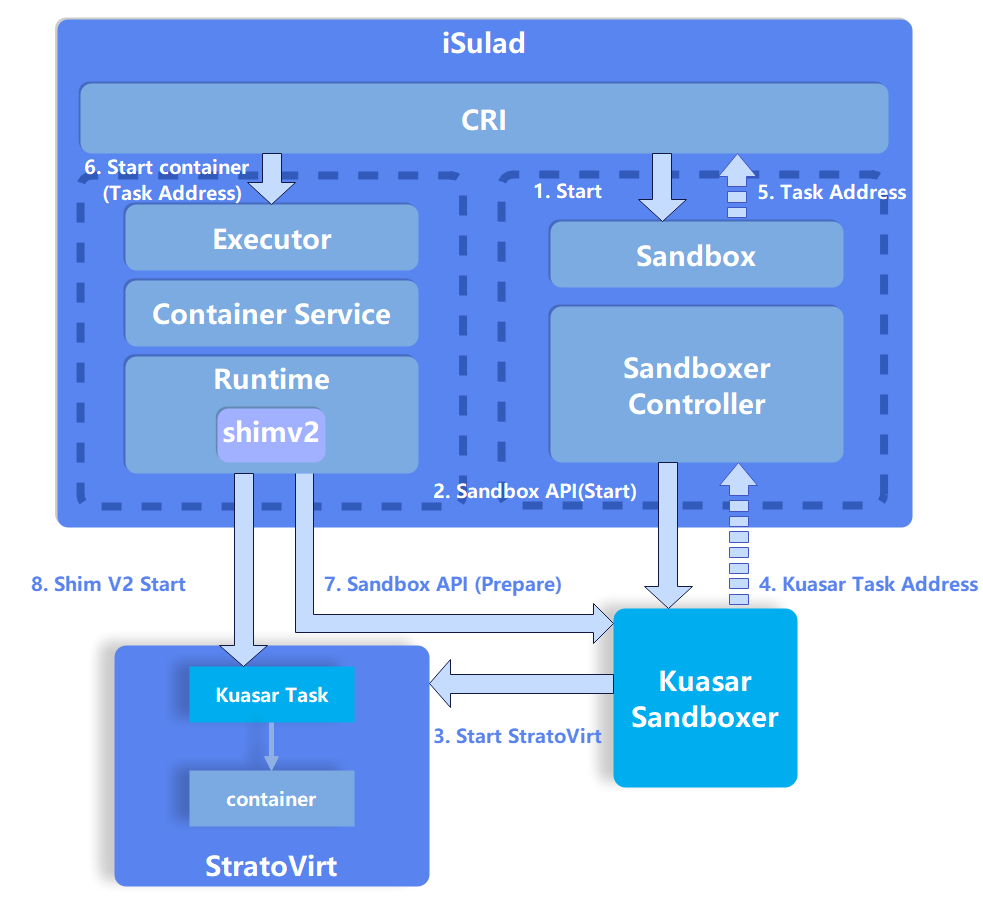 iSulad
CRI
6. Start container
(Task Address)
1. Start
5. Task Address
Executor
Sandbox
Container Service
Runtime
shimv2
Sandboxer
Controller
2. Sandbox API(Start)
8. Shim V2 Start
7. Sandbox API (Prepare)
4. Kuasar Task Address
Kuasar Task
Kuasar
Sandboxer
3. Start StratoVirt
container
StratoVirt